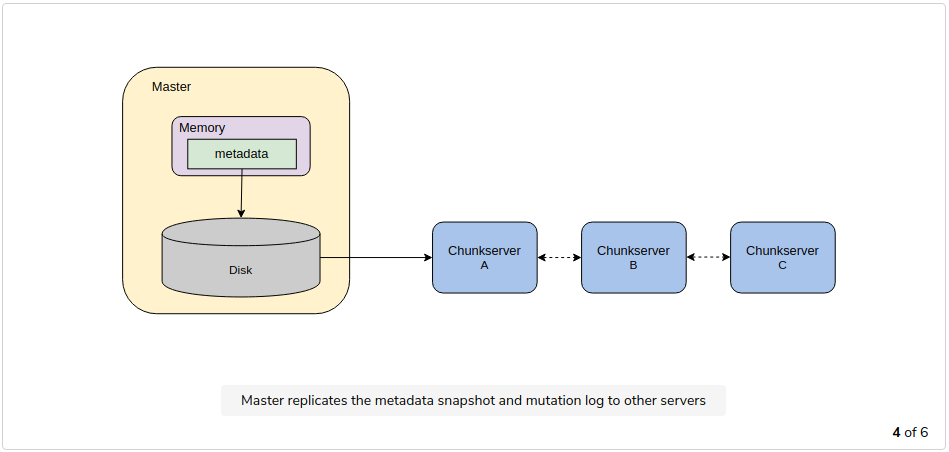 Master
Memory
metadata
Disk
Chunkserver
A
Chunkserver
B
Chunkserver
C
Master replicates the metadata snapshot and mutation log to other servers
4 of 6